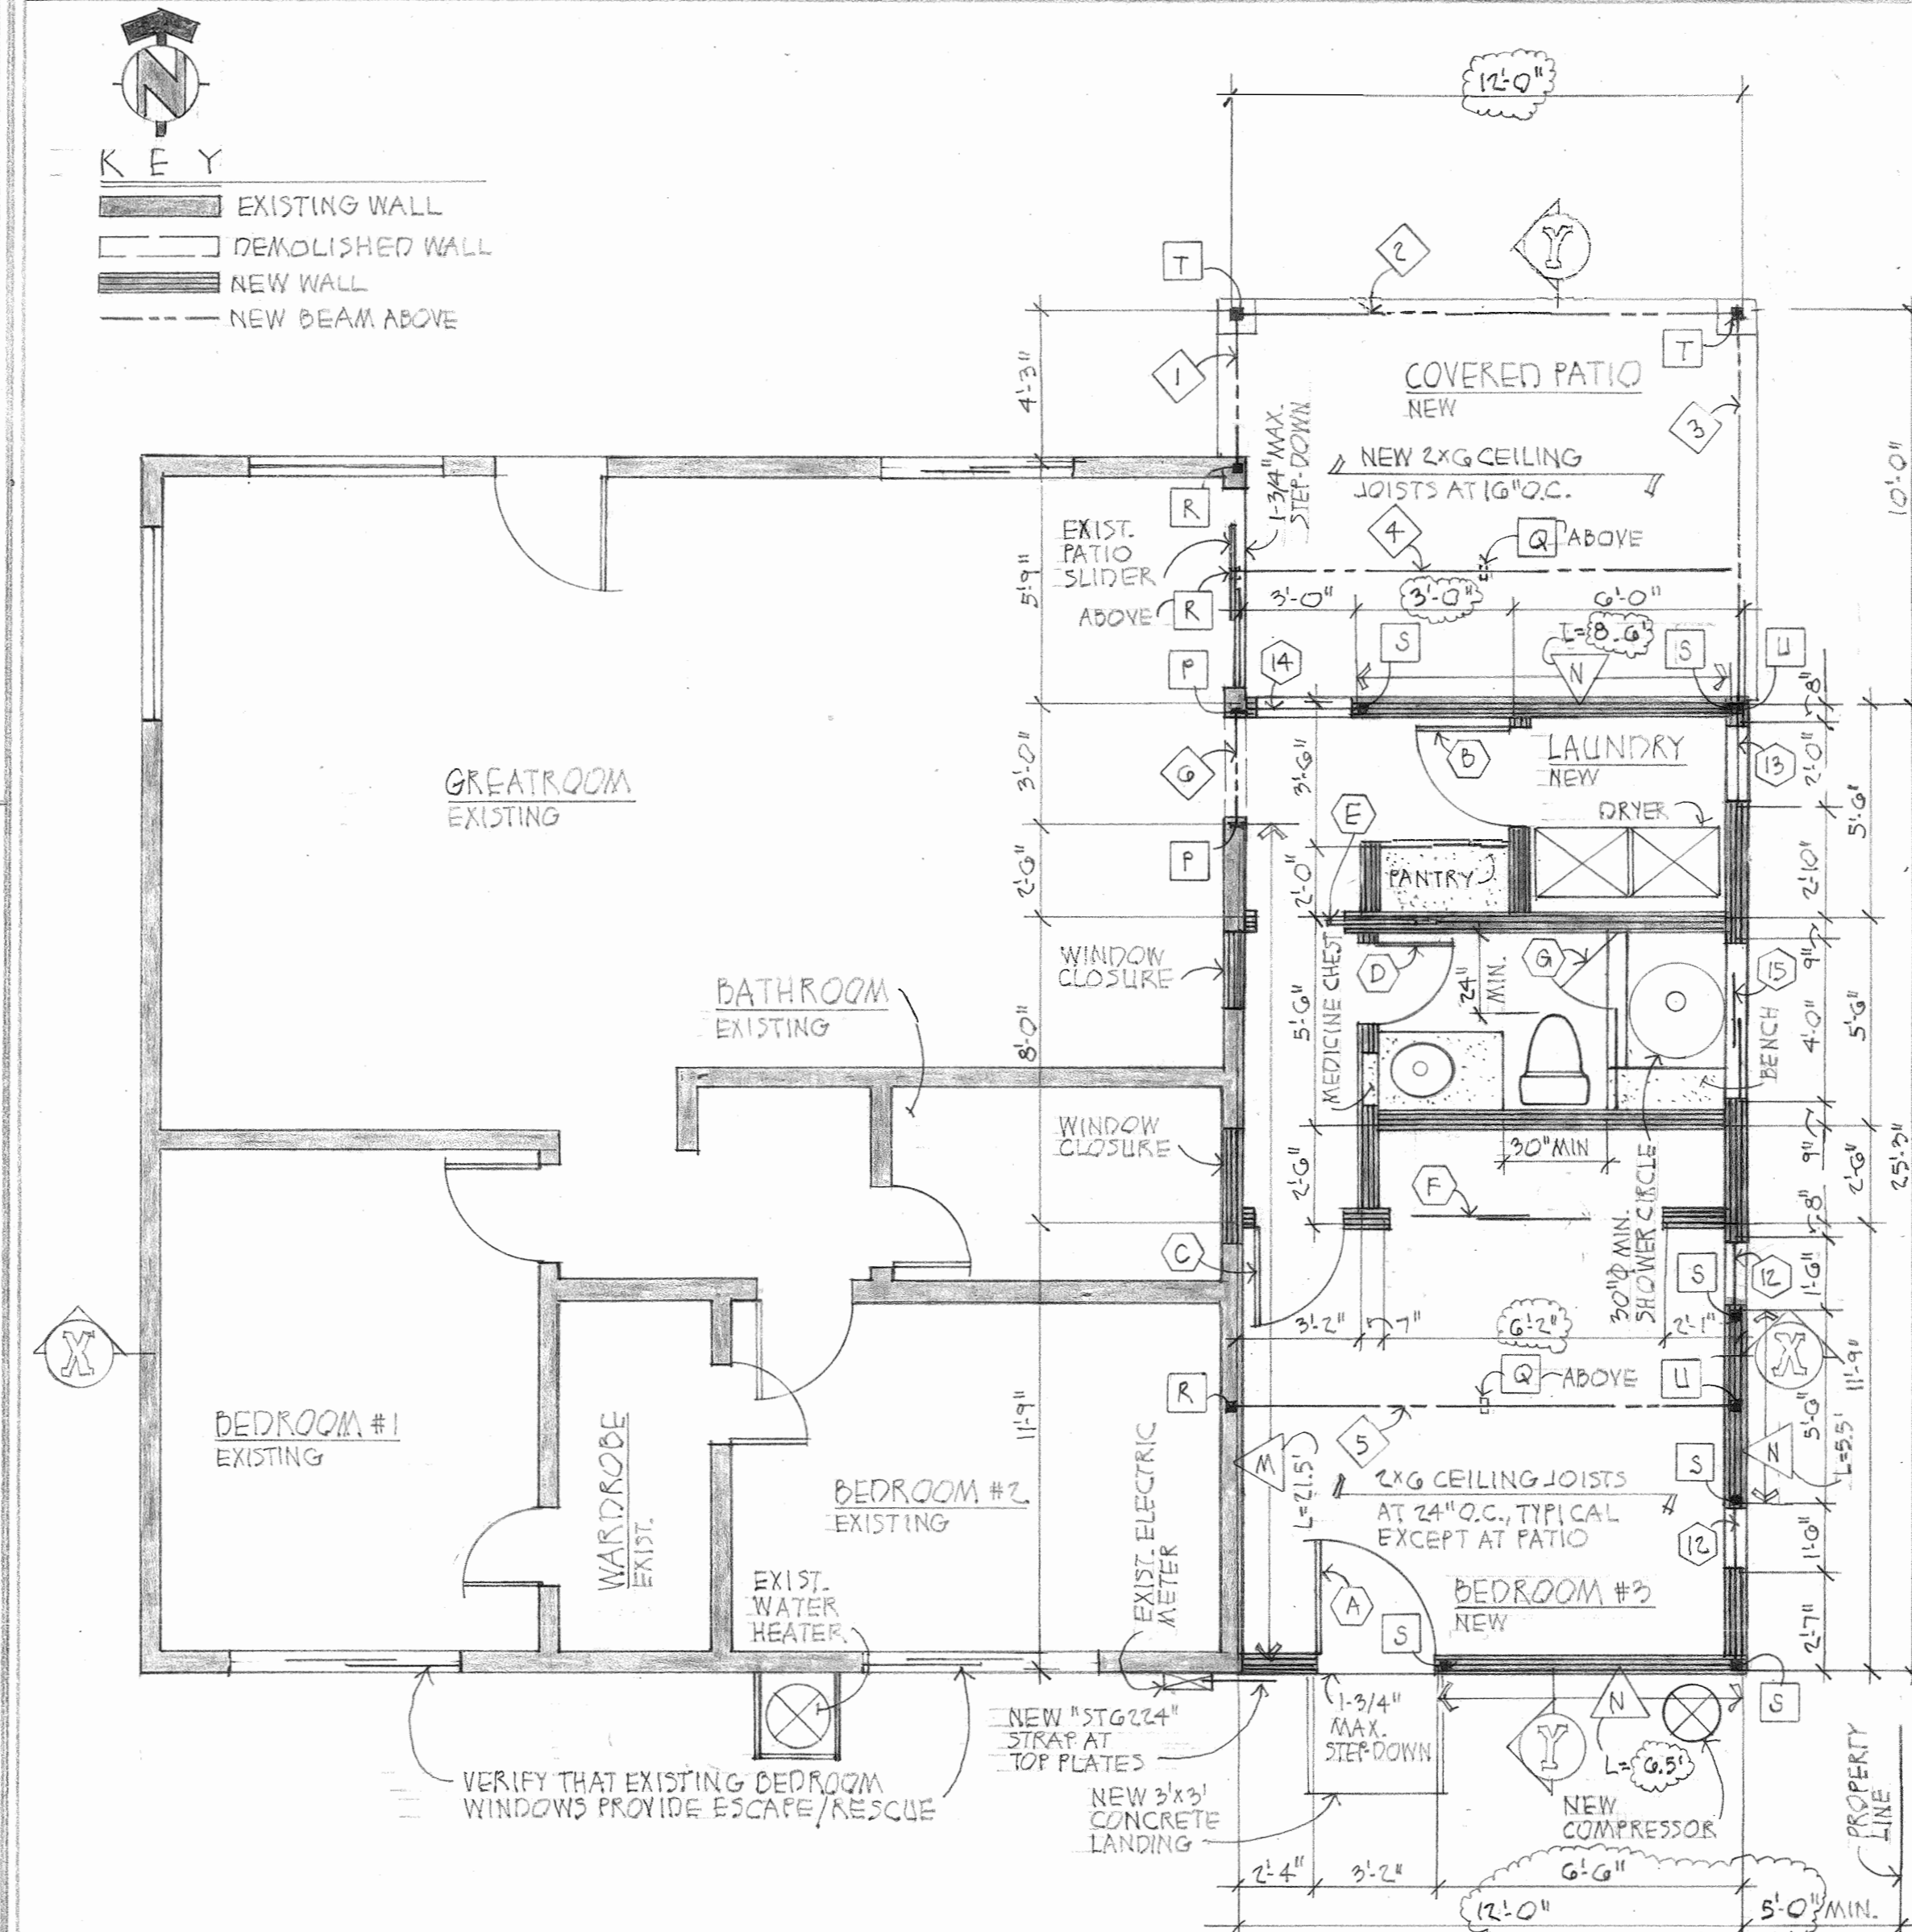 N
KEY
EXISTING WALL
DEMOLISHED WALL
NEW WALL
NEW BEAM ABOVE
12'-0"
T
2
Y
1
T
3
COVERED PATIO
NEW
NEW 2x6 CEILING
JOISTS AT 16" O.C.
4'-3"
1-3/4" MAX.
STEP-DOWN
10'-0"
R
EXIST.
PATIO
SLIDER
4
Q ABOVE
ABOVE R
5'-9"
3'-0"
3'-0"
6'-0"
L=8.6'
P
14
S
N
S
U
8"
GREATROOM
EXISTING
3'-0"
6
3'-6"
B
LAUNDRY
NEW
13
2'-0"
5'-6"
E
DRYER
P
2'-0"
2'-0"
PANTRY
2'-10"
WINDOW
CLOSURE
MEDICINE CHEST
D
24"
MIN.
G
15
9"
BATHROOM
EXISTING
8'-0"
5'-6"
BENCH
4'-0"
5'-6"
WINDOW
CLOSURE
30" MIN
9"
2'-6"
F
30"Φ MIN.
SHOWER CIRCLE
2'-6"
25'-3"
8"
C
S
12
1'-6"
3'-2"
7"
6'-2"
2'-1"
X
X
R
Q ABOVE
U
11'-9"
BEDROOM #1
EXISTING
WARDROBE
EXIST.
11'-9"
BEDROOM #2
EXISTING
EXIST. ELECTRIC
METER
M
L=21.5'
5
S
N
3'-6"
L=3.5'
2x6 CEILING JOISTS
AT 24" O.C., TYPICAL
EXCEPT AT PATIO
12
1'-6"
EXIST.
WATER
HEATER
A
S
BEDROOM #3
NEW
2'-7"
NEW "ST6224"
STRAP AT
TOP PLATES
1-3/4"
MAX.
STEP-DOWN
Y
N
L=6.5'
S
VERIFY THAT EXISTING BEDROOM
WINDOWS PROVIDE ESCAPE/RESCUE
NEW 3'x3'
CONCRETE
LANDING
NEW
COMPRESSOR
PROPERTY
LINE
2'-4"
3'-2"
6'-6"
12'-0"
5'-0" MIN.